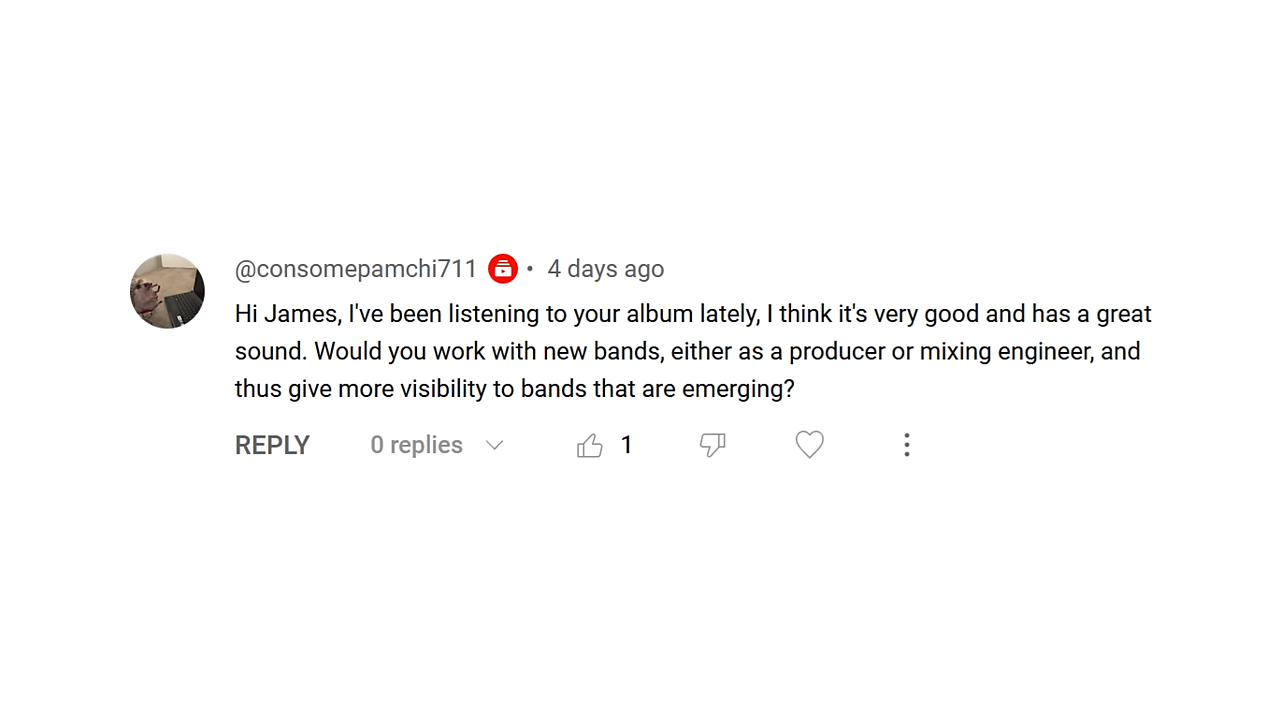 @consomepamchi711 • 4 days ago
Hi James, I've been listening to your album lately, I think it's very good and has a great
sound. Would you work with new bands, either as a producer or mixing engineer, and
thus give more visibility to bands that are emerging?
REPLY 0 replies 1